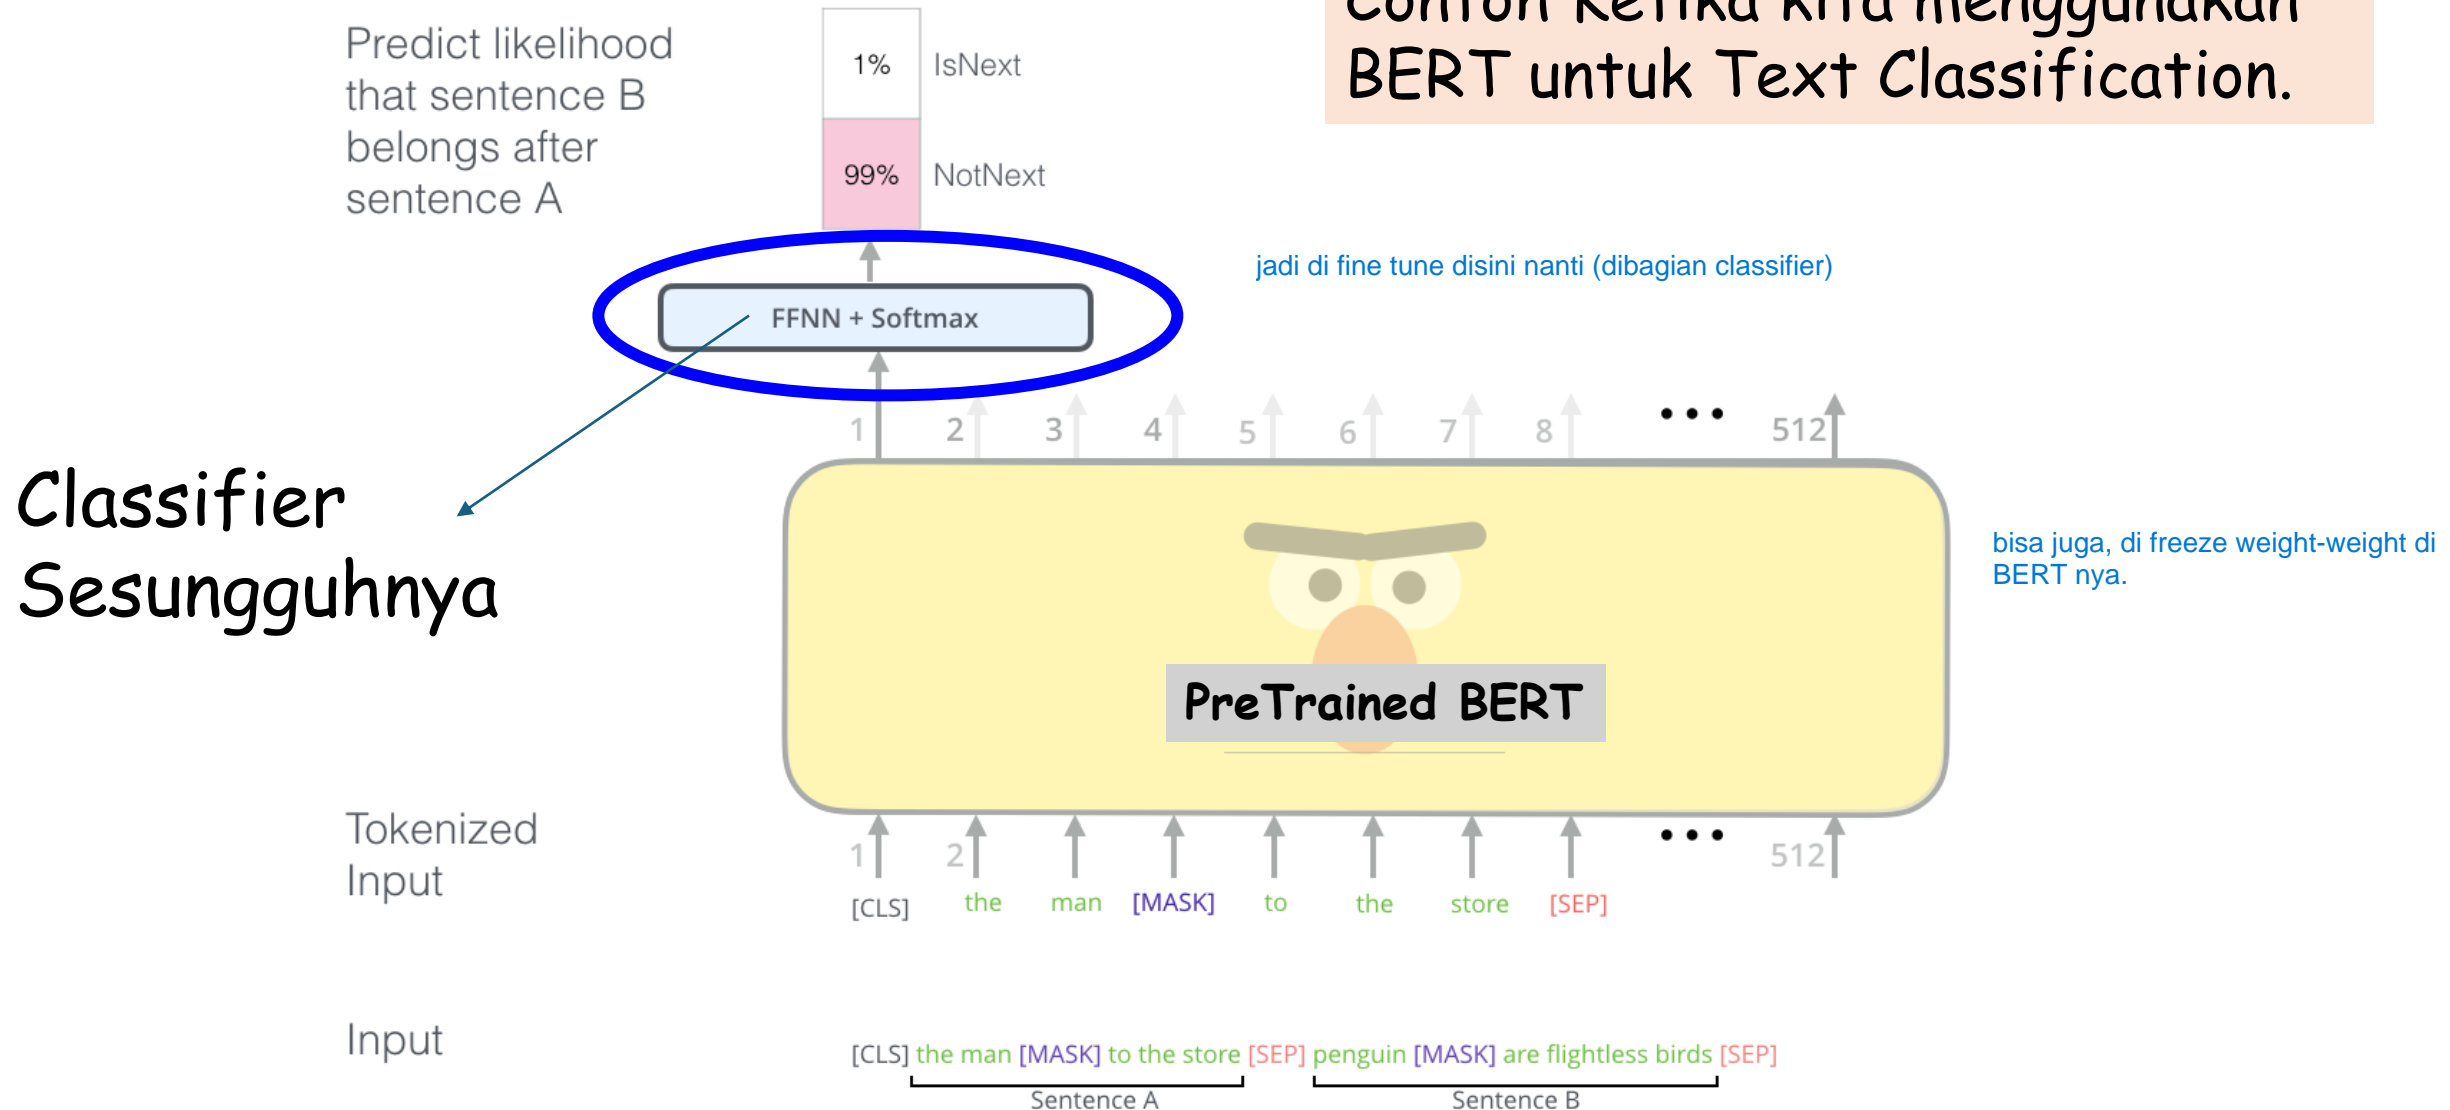 Contoh Ketika kita menggunakan
BERT untuk Text Classification.
Predict likelihood
that sentence B
belongs after
sentence A
1% IsNext
99% NotNext
jadi di fine tune disini nanti (dibagian classifier)
FFNN + Softmax
1 2 3 4 5 6 7 8 ... 512
Classifier
Sesungguhnya
bisa juga, di freeze weight-weight di
BERT nya.
PreTrained BERT
Tokenized
Input
1 2 ... 512
[CLS] the man [MASK] to the store [SEP]
Input
[CLS] the man [MASK] to the store [SEP] penguin [MASK] are flightless birds [SEP]
Sentence A Sentence B